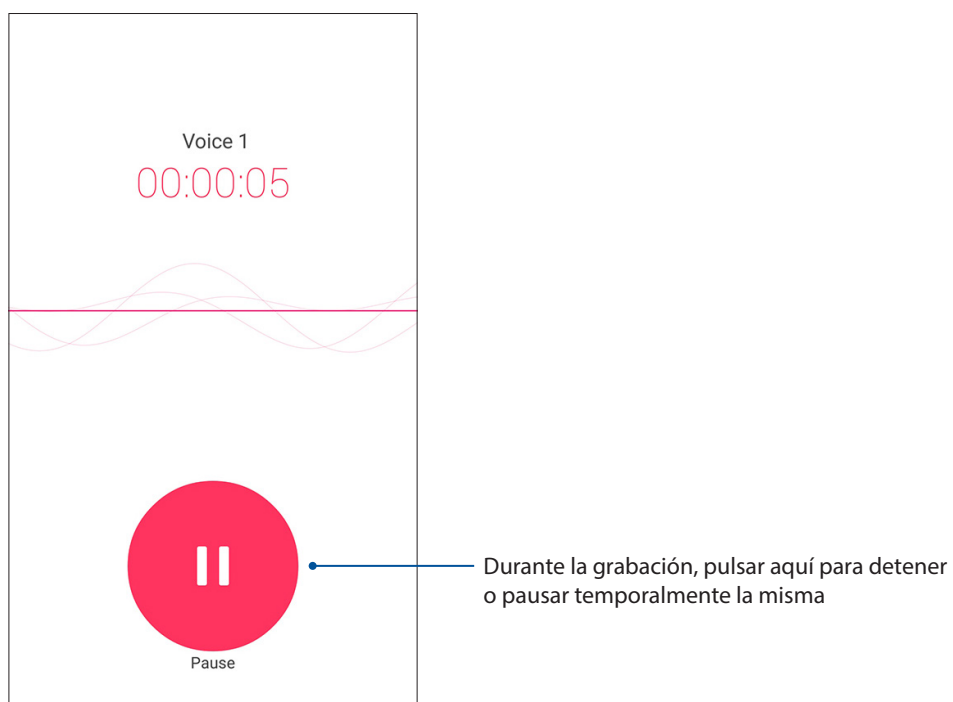 Voice 1
00:00:05
Durante la grabación, pulsar aquí para detener
o pausar temporalmente la misma
Pause